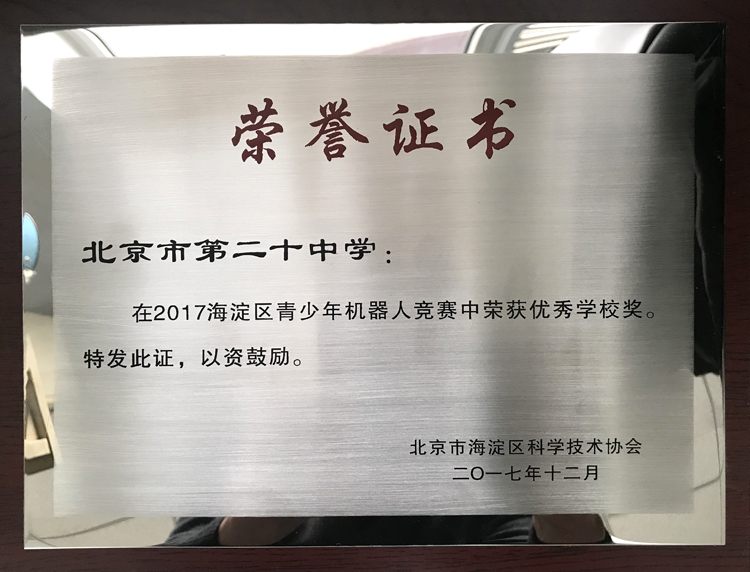 荣誉证书
北京市第二十中学：
在2017海淀区青少年机器人竞赛中荣获优秀学校奖。
特发此证，以资鼓励。
北京市海淀区科学技术协会
二〇一七年十二月